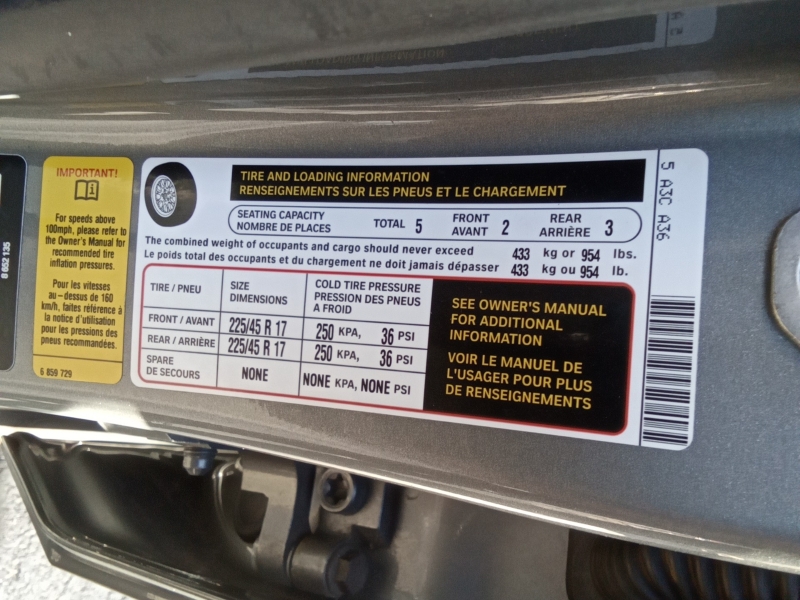 IMPORTANT!
For speeds above
100mph, please refer to
the Owner's Manual for
recommended tire
inflation pressures.
Pour les vitesses
au-dessus de 160
km/h, faites référence à
la notice d'utilisation
pour les pressions des
pneus recommandées.
6 859 729
8 652 135
TIRE AND LOADING INFORMATION
RENSEIGNEMENTS SUR LES PNEUS ET LE CHARGEMENT
SEATING CAPACITY TOTAL 5 FRONT 2 REAR 3
NOMBRE DE PLACES AVANT ARRIÈRE
The combined weight of occupants and cargo should never exceed 433 kg or 954 lbs.
Le poids total des occupants et du chargement ne doit jamais dépasser 433 kg ou 954 lb.
TIRE / PNEU SIZE COLD TIRE PRESSURE
DIMENSIONS PRESSION DES PNEUS
A FROID
FRONT / AVANT 225/45 R 17 250 KPA, 36 PSI
REAR / ARRIÈRE 225/45 R 17 250 KPA, 36 PSI
SPARE NONE NONE KPA, NONE PSI
DE SECOURS
SEE OWNER'S MANUAL
FOR ADDITIONAL
INFORMATION
VOIR LE MANUEL DE
L'USAGER POUR PLUS
DE RENSEIGNEMENTS
5 A3C A36